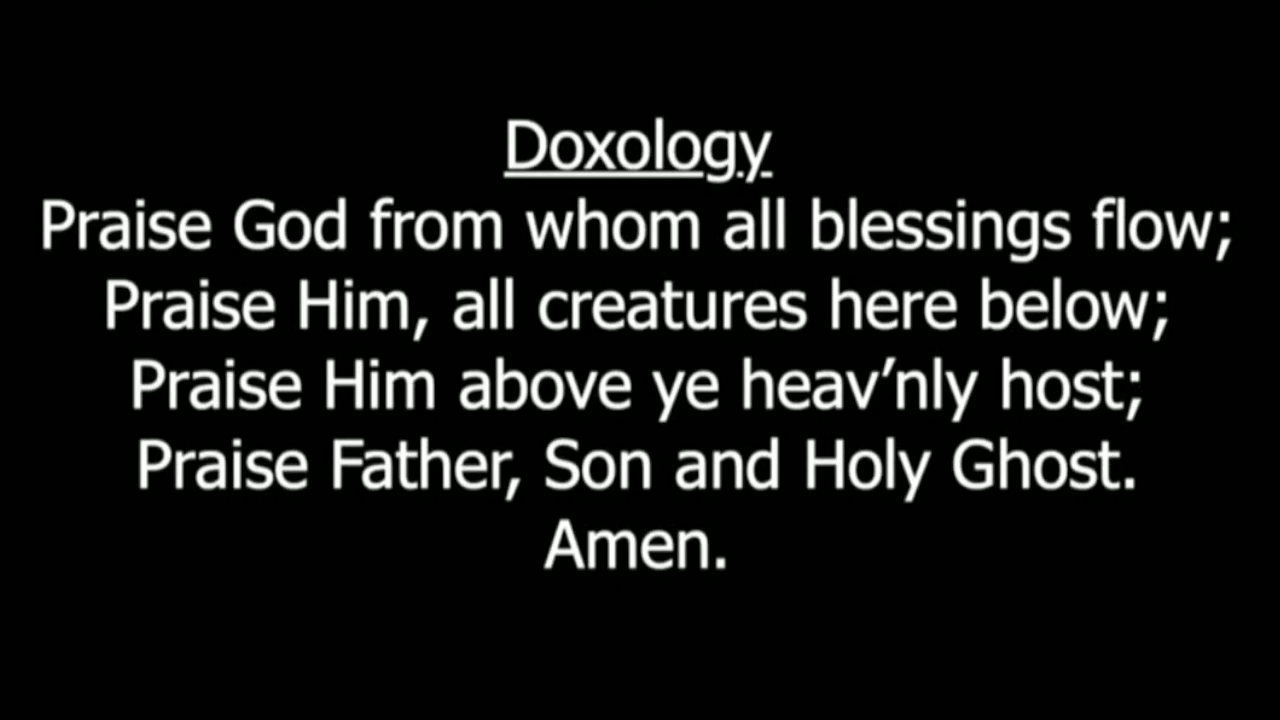 Doxology
Praise God from whom all blessings flow;
Praise Him, all creatures here below;
Praise Him above ye heav’nly host;
Praise Father, Son and Holy Ghost.
Amen.